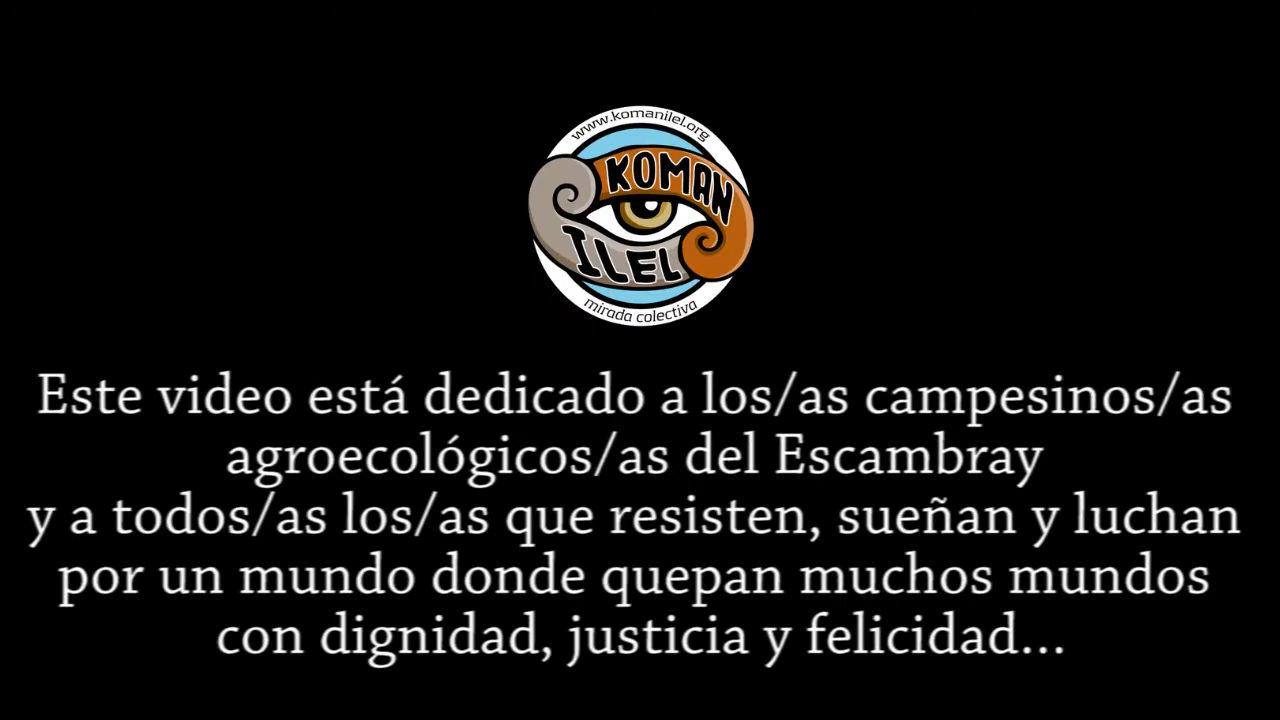 www.komanilel.org
KOMAN
ILEL
mirada colectiva
Este video está dedicado a los/as campesinos/as
agroecológicos/as del Escambray
y a todos/as los/as que resisten, sueñan y luchan
por un mundo donde quepan muchos mundos
con dignidad, justicia y felicidad...